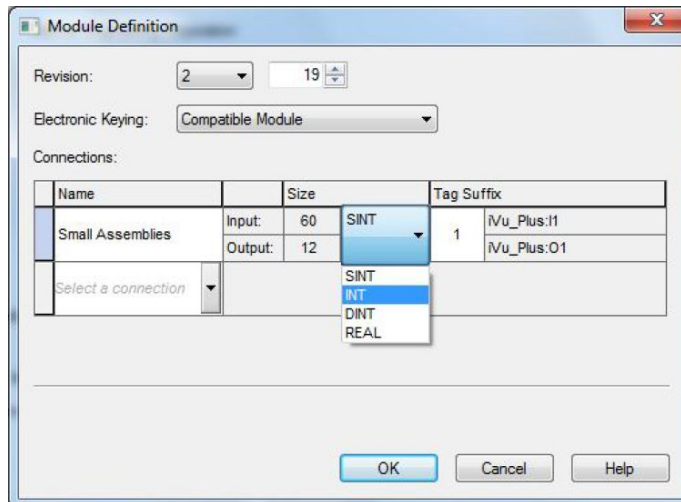 Module Definition
x
Revision: 2 19
Electronic Keying: Compatible Module
Connections:
Name Size Tag Suffix
Small Assemblies Input: 60 SINT 1 iVu_Plus:I1
Output: 12 iVu_Plus:O1
Select a connection
SINT
INT
DINT
REAL
OK Cancel Help